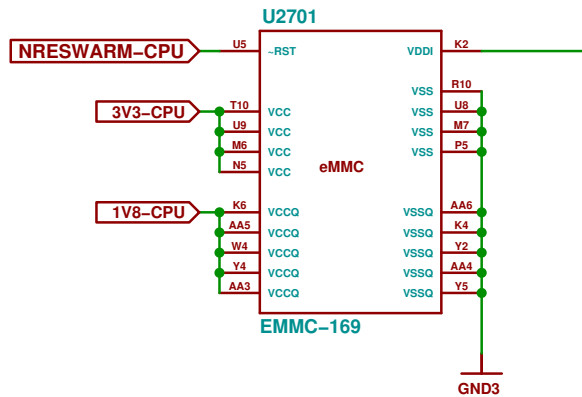 U2701
NRESWARM-CPU U5 ~RST VDDI K2
VSS R10
3V3-CPU T10 VCC VSS U8
U9 VCC VSS M7
M6 VCC VSS P5
N5 VCC eMMC
1V8-CPU K6 VCCQ VSSQ AA6
AA5 VCCQ VSSQ K4
W4 VCCQ VSSQ Y2
Y4 VCCQ VSSQ AA4
AA3 VCCQ VSSQ Y5
EMMC-169
GND3